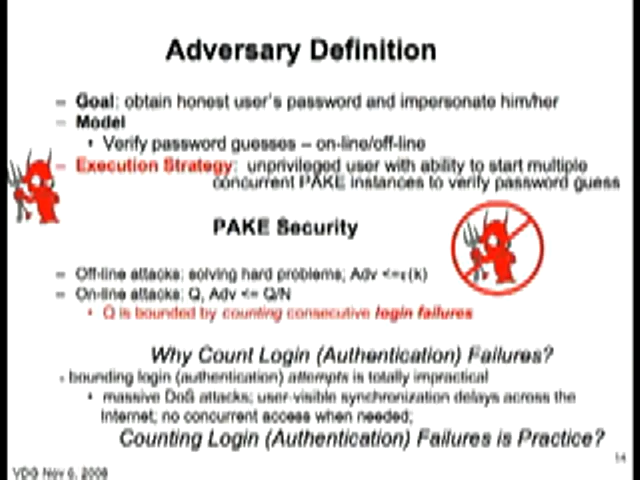 Adversary Definition
– Goal: obtain honest user's password and impersonate him/her
– Model
• Verify password guesses – on-line/off-line
– Execution Strategy: unprivileged user with ability to start multiple
concurrent PAKE instances to verify password guess
PAKE Security
– Off-line attacks: solving hard problems; Adv <=ε(k)
– On-line attacks: Q, Adv <= Q/N
• Q is bounded by counting consecutive login failures
Why Count Login (Authentication) Failures?
- bounding login (authentication) attempts is totally impractical
• massive DoS attacks; user-visible synchronization delays across the
Internet; no concurrent access when needed;
Counting Login (Authentication) Failures is Practice?
14
VDG Nov 6, 2008